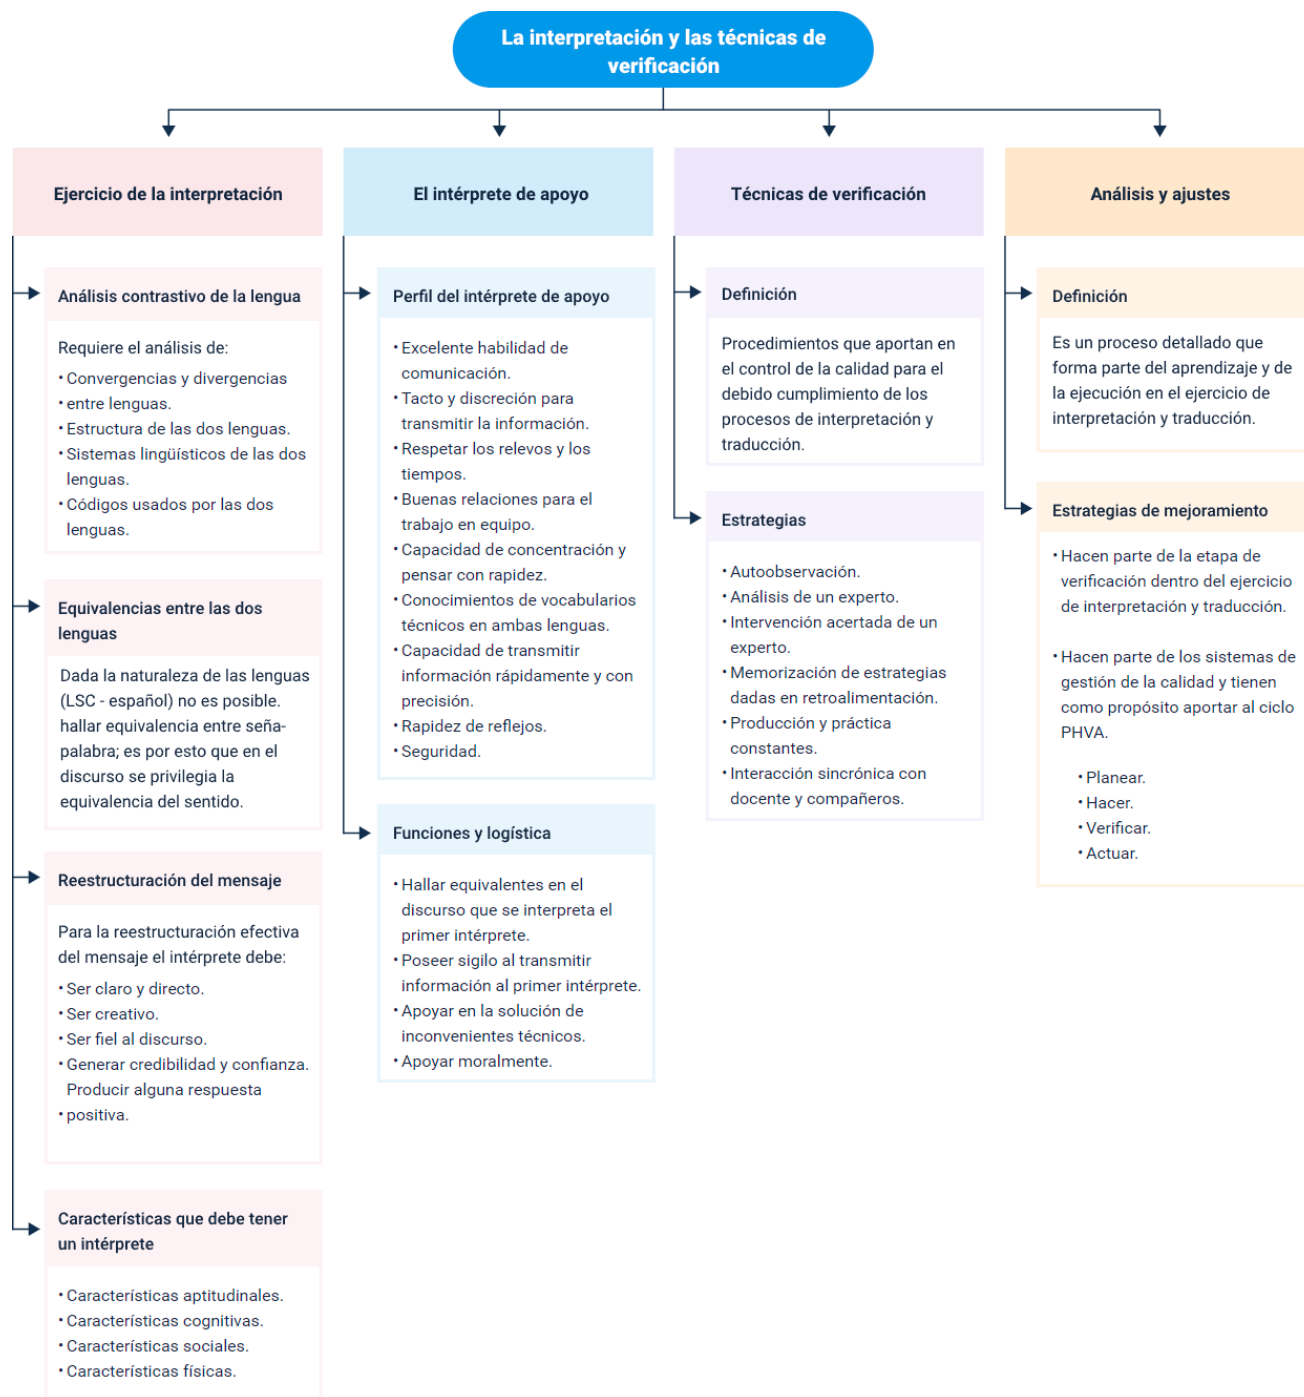 La interpretación y las técnicas de
verificación
Ejercicio de la interpretación
Análisis contrastivo de la lengua
Requiere el análisis de:
• Convergencias y divergencias
• entre lenguas.
• Estructura de las dos lenguas.
• Sistemas lingüísticos de las dos
lenguas.
• Códigos usados por las dos
lenguas.
Equivalencias entre las dos
lenguas
Dada la naturaleza de las lenguas
(LSC - español) no es posible.
hallar equivalencia entre seña-
palabra; es por esto que en el
discurso se privilegia la
equivalencia del sentido.
Reestructuración del mensaje
Para la reestructuración efectiva
del mensaje el intérprete debe:
• Ser claro y directo.
• Ser creativo.
• Ser fiel al discurso.
• Generar credibilidad y confianza.
Producir alguna respuesta
• positiva.
Características que debe tener
un intérprete
• Características aptitudinales.
• Características cognitivas.
• Características sociales.
• Características físicas.
El intérprete de apoyo
Perfil del intérprete de apoyo
• Excelente habilidad de
comunicación.
• Tacto y discreción para
transmitir la información.
• Respetar los relevos y los
tiempos.
• Buenas relaciones para el
trabajo en equipo.
• Capacidad de concentración y
pensar con rapidez.
• Conocimientos de vocabularios
técnicos en ambas lenguas.
• Capacidad de transmitir
información rápidamente y con
precisión.
• Rapidez de reflejos.
• Seguridad.
Funciones y logística
• Hallar equivalentes en el
discurso que se interpreta el
primer intérprete.
• Poseer sigilo al transmitir
información al primer intérprete.
• Apoyar en la solución de
inconvenientes técnicos.
• Apoyar moralmente.
Técnicas de verificación
Definición
Procedimientos que aportan en
el control de la calidad para el
debido cumplimiento de los
procesos de interpretación y
traducción.
Estrategias
• Autoobservación.
• Análisis de un experto.
• Intervención acertada de un
experto.
• Memorización de estrategias
dadas en retroalimentación.
• Producción y práctica
constantes.
• Interacción sincrónica con
docente y compañeros.
Análisis y ajustes
Definición
Es un proceso detallado que
forma parte del aprendizaje y de
la ejecución en el ejercicio de
interpretación y traducción.
Estrategias de mejoramiento
• Hacen parte de la etapa de
verificación dentro del ejercicio
de interpretación y traducción.
• Hacen parte de los sistemas de
gestión de la calidad y tienen
como propósito aportar al ciclo
PHVA.
• Planear.
• Hacer.
• Verificar.
• Actuar.